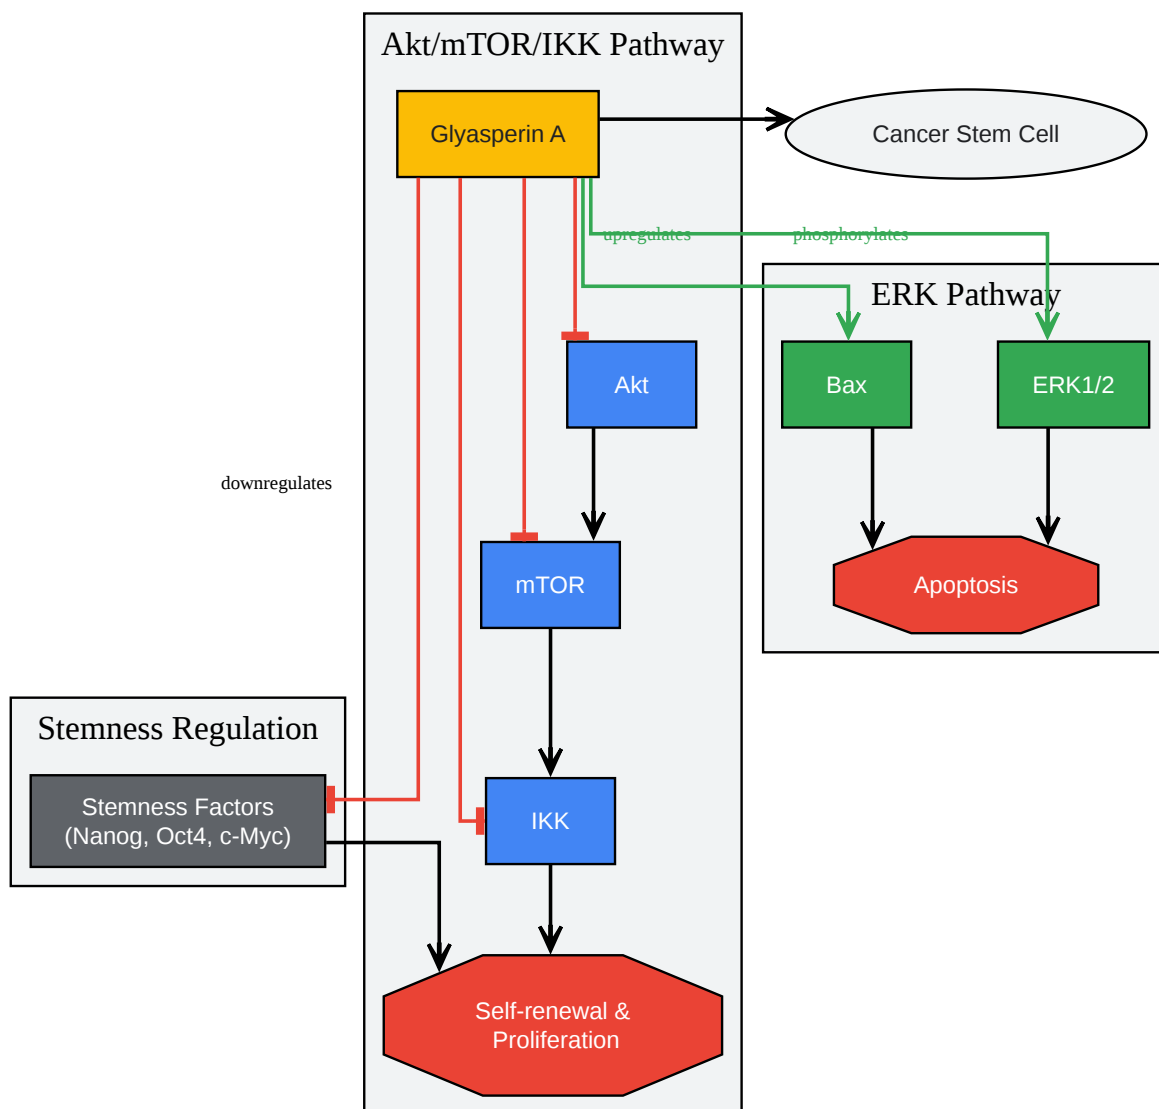 Akt/mTOR/IKK Pathway
Glyasperin A
Cancer Stem Cell
upregulates
phosphorylates
ERK Pathway
Akt
Bax
ERK1/2
downregulates
mTOR
Apoptosis
Stemness Regulation
Stemness Factors
(Nanog, Oct4, c-Myc)
IKK
Self-renewal &
Proliferation